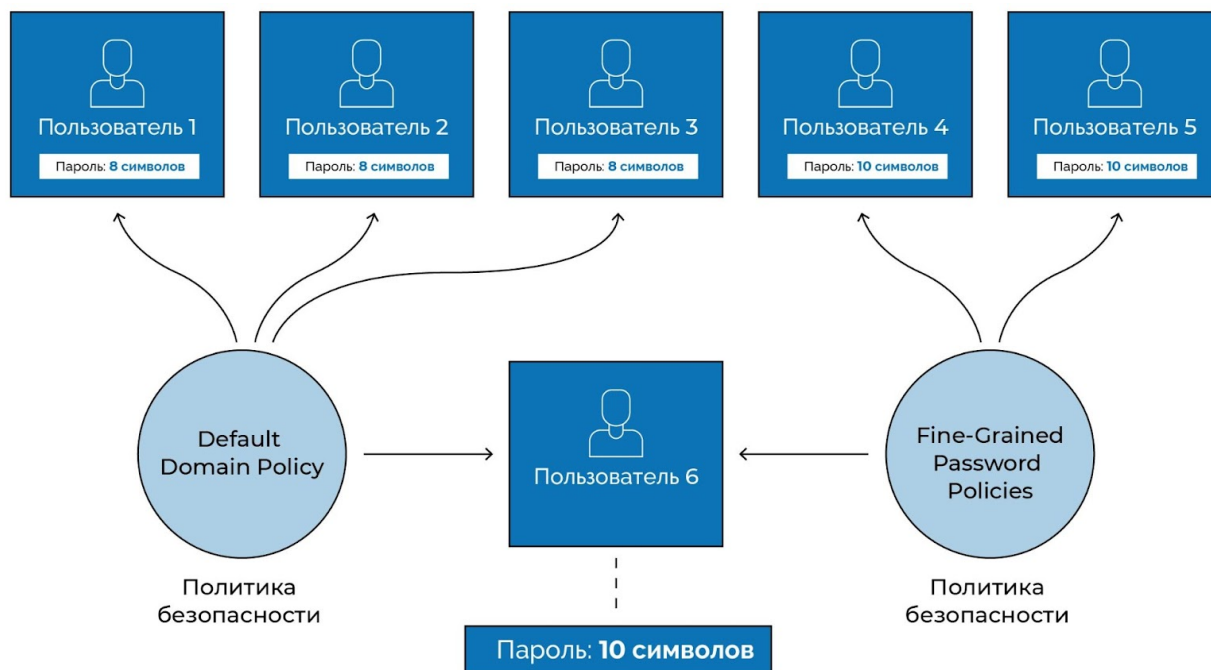 Пользователь 1
Пароль: 8 символов
Пользователь 2
Пароль: 8 символов
Пользователь 3
Пароль: 8 символов
Пользователь 4
Пароль: 10 символов
Пользователь 5
Пароль: 10 символов
Default
Domain Policy
Политика
безопасности
Пользователь 6
Пароль: 10 символов
Fine-Grained
Password
Policies
Политика
безопасности